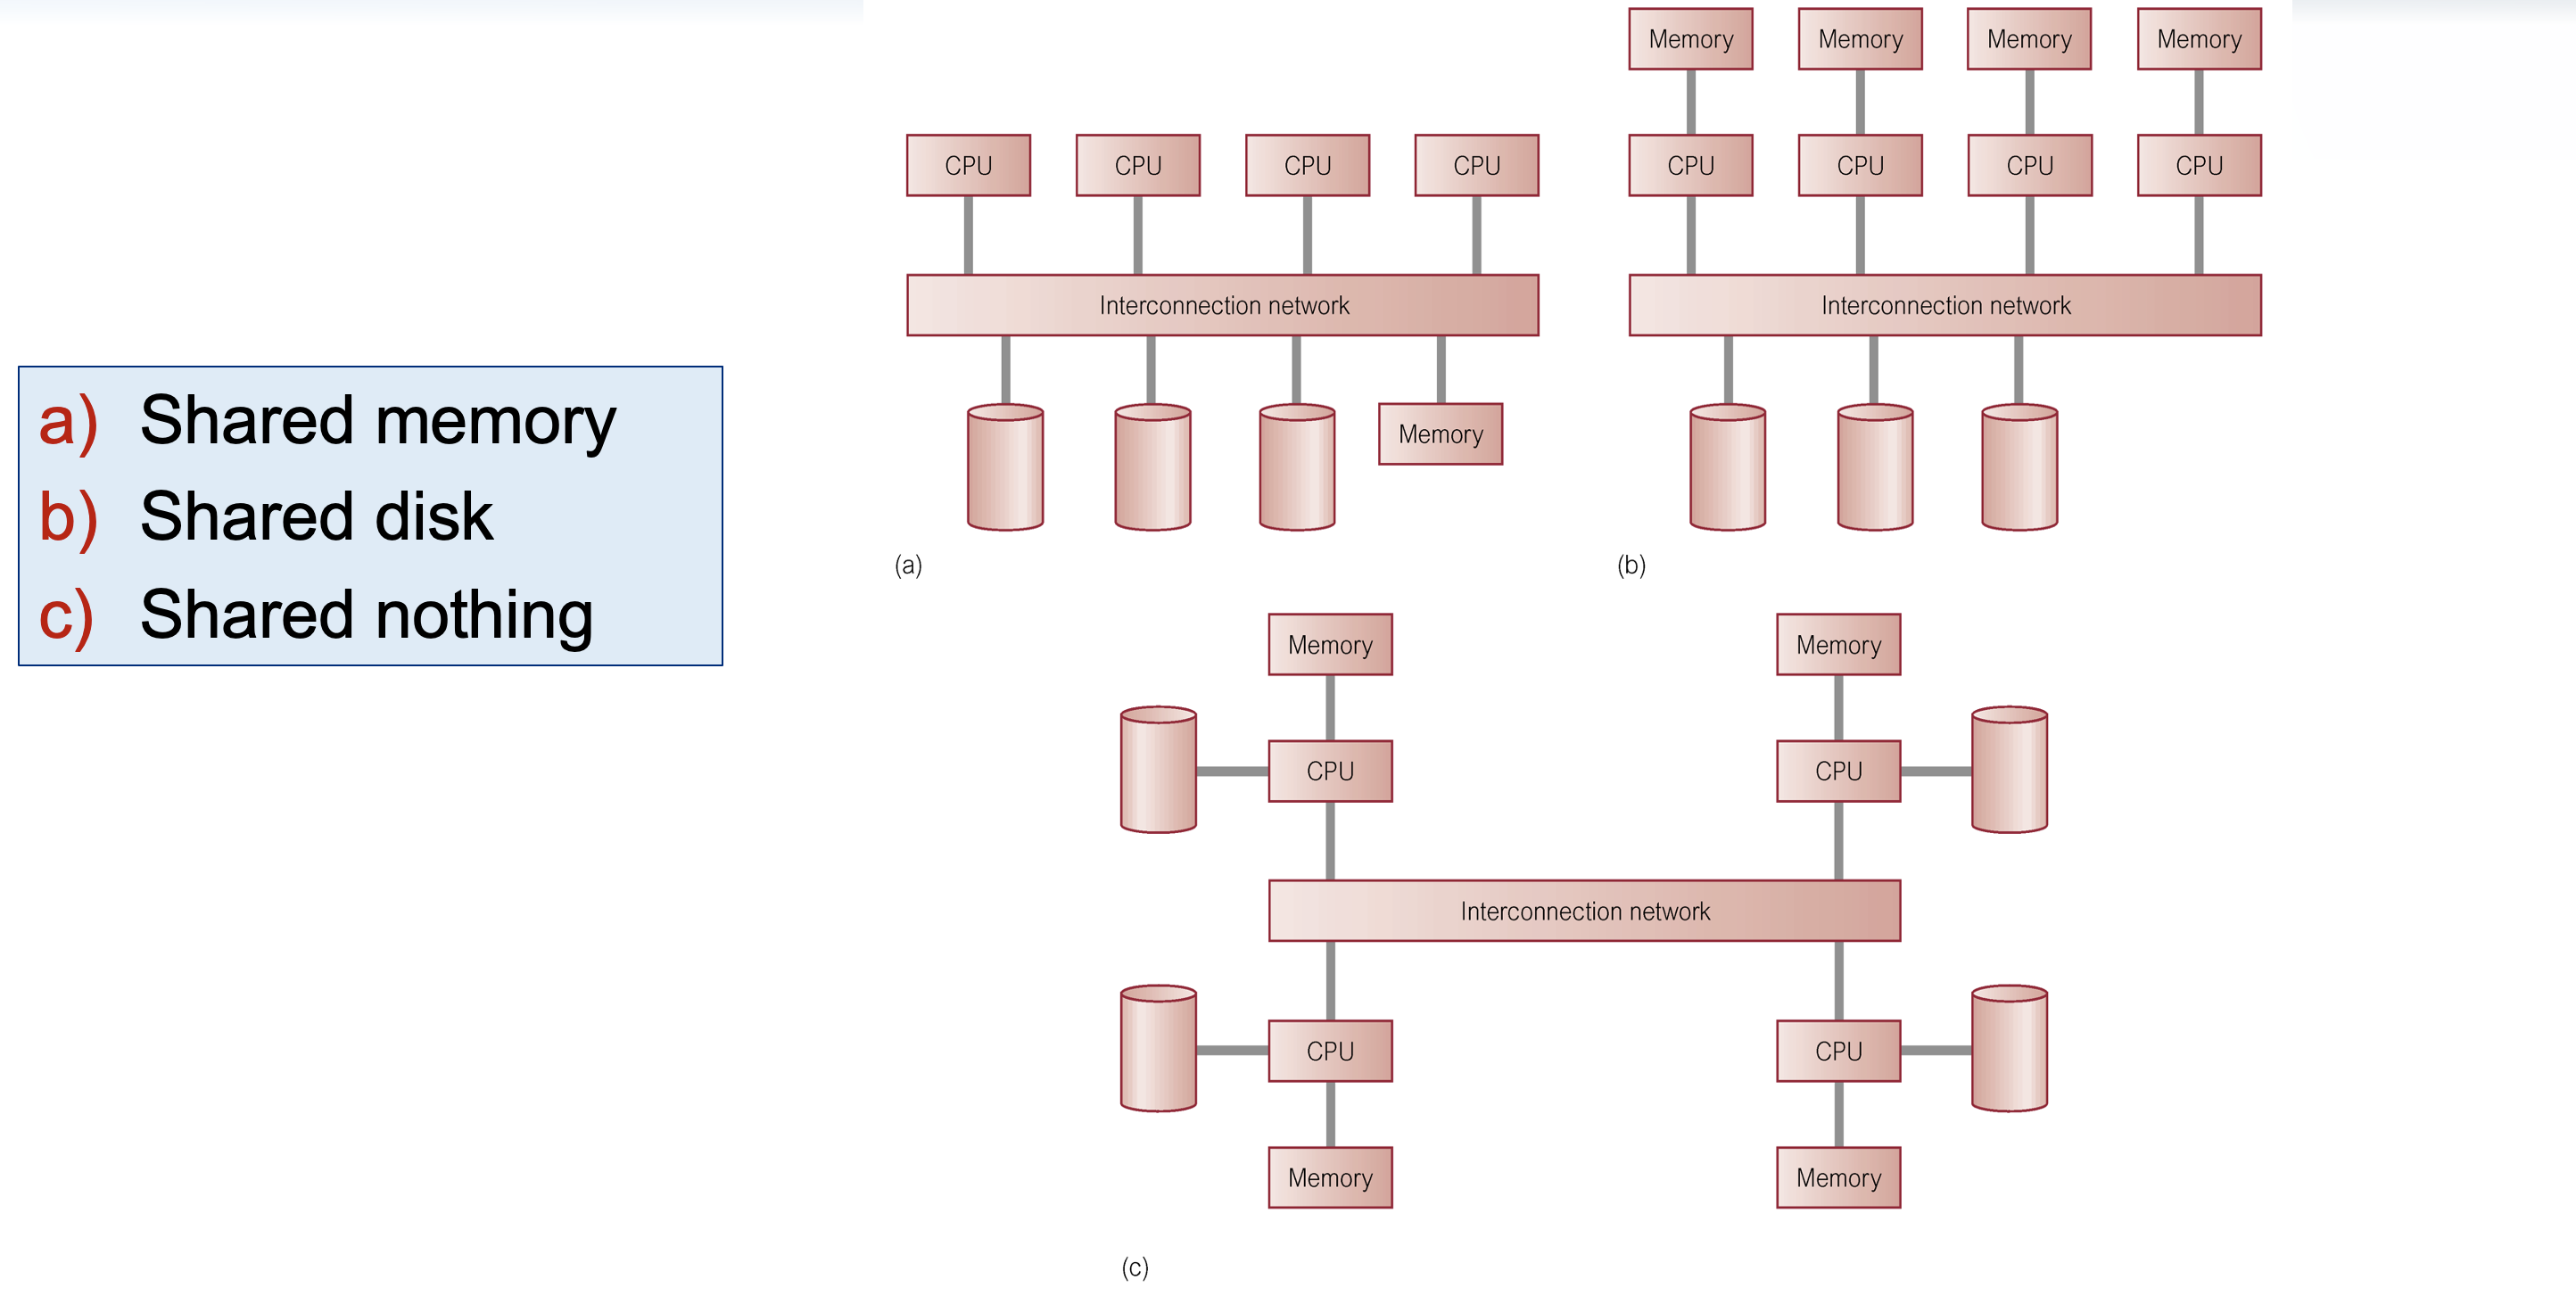 a) Shared memory
b) Shared disk
c) Shared nothing
CPU CPU CPU CPU
Interconnection network
Memory
(a)
Memory Memory Memory Memory
CPU CPU CPU CPU
Interconnection network
(b)
Memory Memory
CPU CPU
Interconnection network
CPU CPU
Memory Memory
(c)